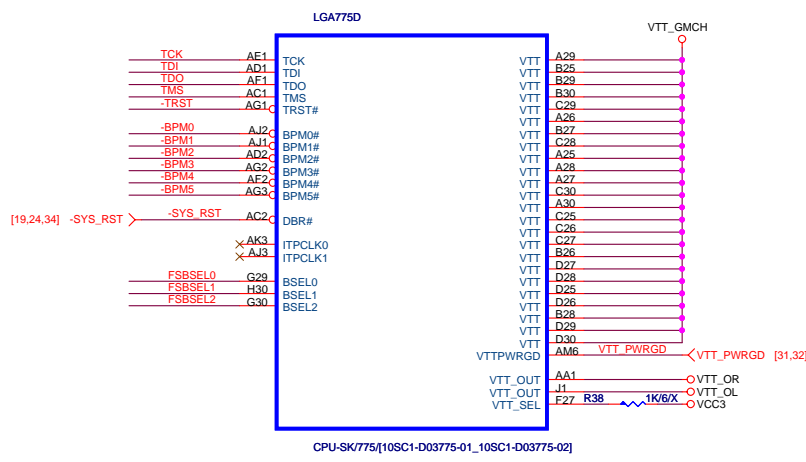 LGA775D
VTT_GMCH
TCK AE1 TCK VTT A29
TDI AD1 TDI VTT B25
TDO AF1 TDO VTT B29
TMS AC1 TMS VTT B30
-TRST AG1 TRST# VTT C29
VTT A26
-BPM0 AJ2 BPM0# VTT B27
-BPM1 AJ1 BPM1# VTT C28
-BPM2 AD2 BPM2# VTT A25
-BPM3 AG2 BPM3# VTT A28
-BPM4 AF2 BPM4# VTT A27
-BPM5 AG3 BPM5# VTT C30
VTT A30
[19,24,34] -SYS_RST -SYS_RST AC2 DBR# VTT C25
VTT C26
AK3 ITPCLK0 VTT C27
AJ3 ITPCLK1 VTT B26
VTT D27
FSBSEL0 G29 BSEL0 VTT D28
FSBSEL1 H30 BSEL1 VTT D25
FSBSEL2 G30 BSEL2 VTT D26
VTT B28
VTT D29
VTT D30
VTTPWRGD AM6 VTT_PWRGD VTT_PWRGD [31,32]
VTT_OUT AA1 VTT_OR
VTT_OUT J1 VTT_OL
VTT_SEL F27 R38 1K/6/X VCC3
CPU-SK/775/[10SC1-D03775-01_10SC1-D03775-02]